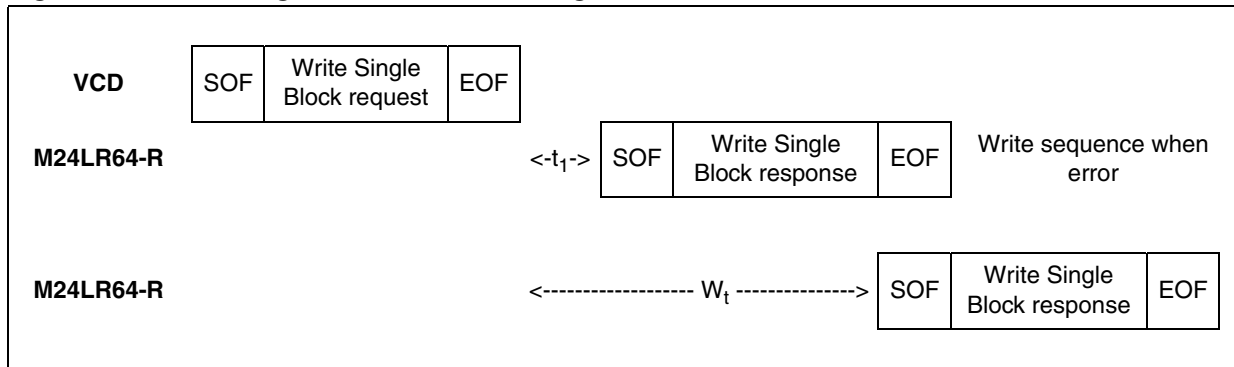 VCD SOF Write Single Block request EOF
M24LR64-R <-t1-> SOF Write Single Block response EOF Write sequence when error
M24LR64-R <------------------- Wt ---------------> SOF Write Single Block response EOF